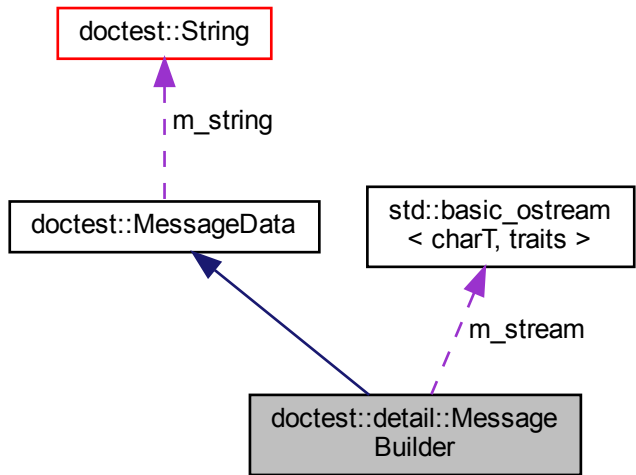 doctest::String
m_string
doctest::MessageData
std::basic_ostream
< charT, traits >
m_stream
doctest::detail::Message
Builder